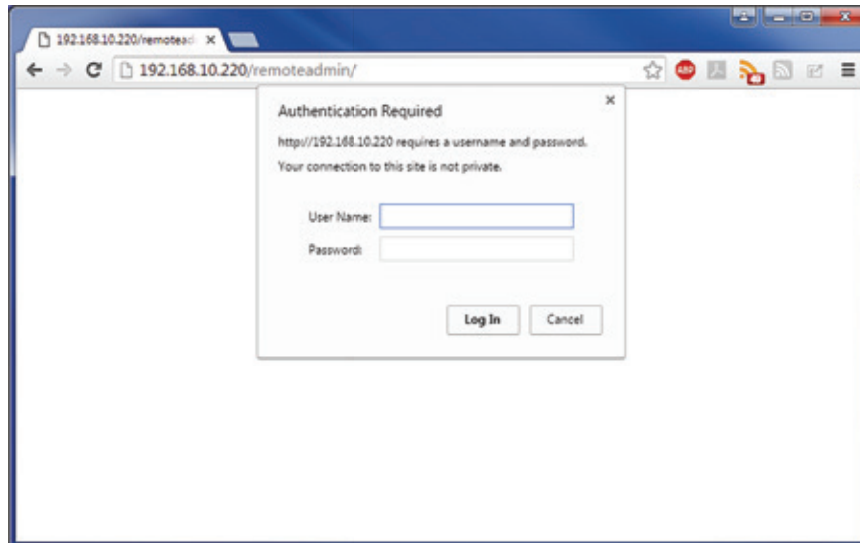 192.168.10.220/remotead
192.168.10.220/remoteadmin/
ABP
Authentication Required
http://192.168.10.220 requires a username and password.
Your connection to this site is not private.
User Name:
Password:
Log In
Cancel